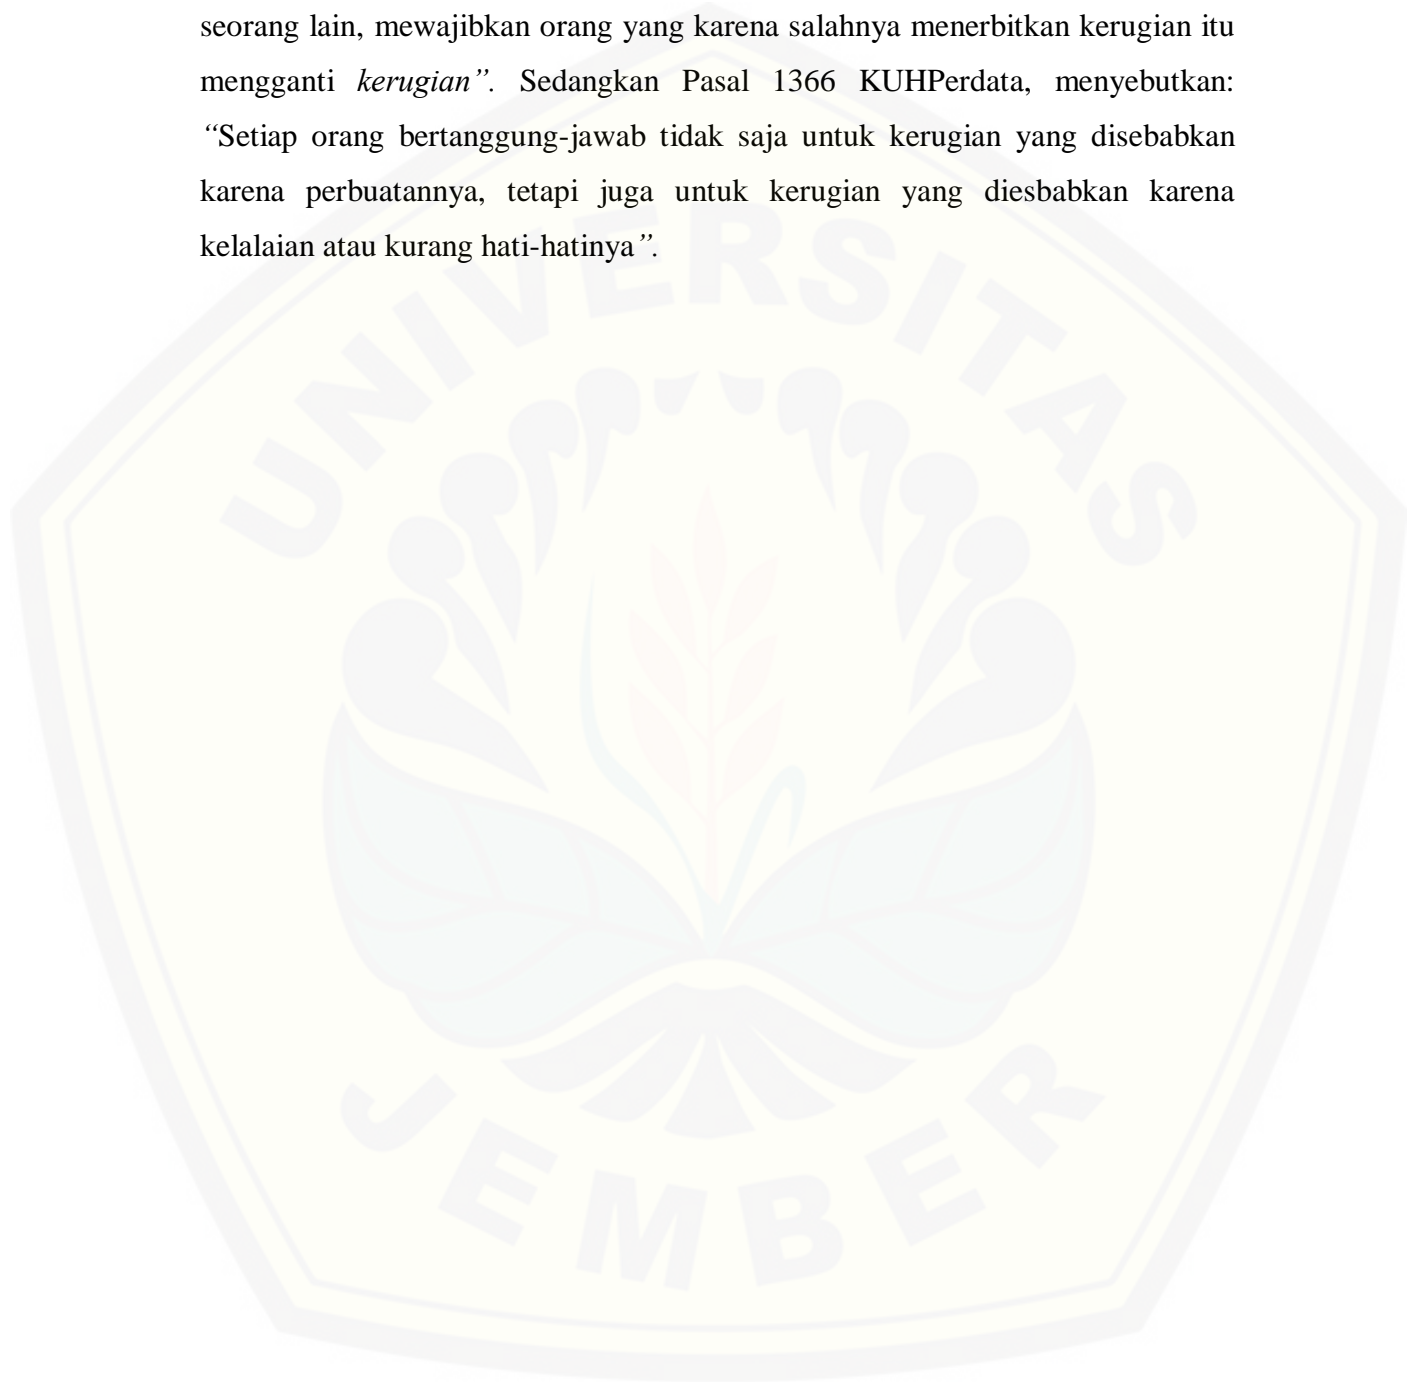 seorang lain, mewajibkan orang yang karena salahnya menerbitkan kerugian itu
mengganti kerugian”. Sedangkan Pasal 1366 KUHPerdata, menyebutkan:
“Setiap orang bertanggung-jawab tidak saja untuk kerugian yang disebabkan
karena perbuatannya, tetapi juga untuk kerugian yang diesbabkan karena
kelalaian atau kurang hati-hatinya”.
UNIVERSITAS
JEMBER